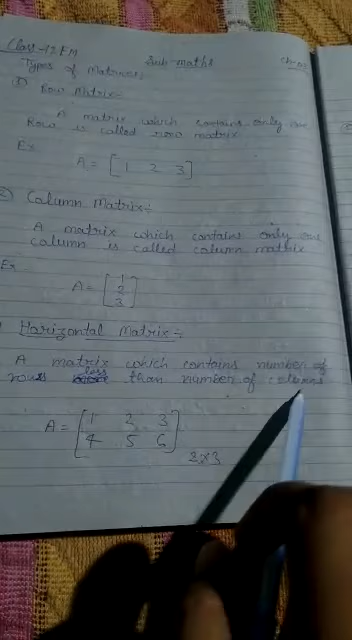 Class-12 EM
Sub-maths
Types of Matrices:
1) Row Matrix:-
A matrix which contains only one
Row is called row matrix
Ex
A = [1 2 3]
2) Column Matrix:-
A matrix which contains only one
column is called column matrix
Ex
A = [1
2
3]
Horizontal Matrix:-
A matrix which contains number of
rows less than number of columns
A = [1 2 3
4 5 6]
2×3